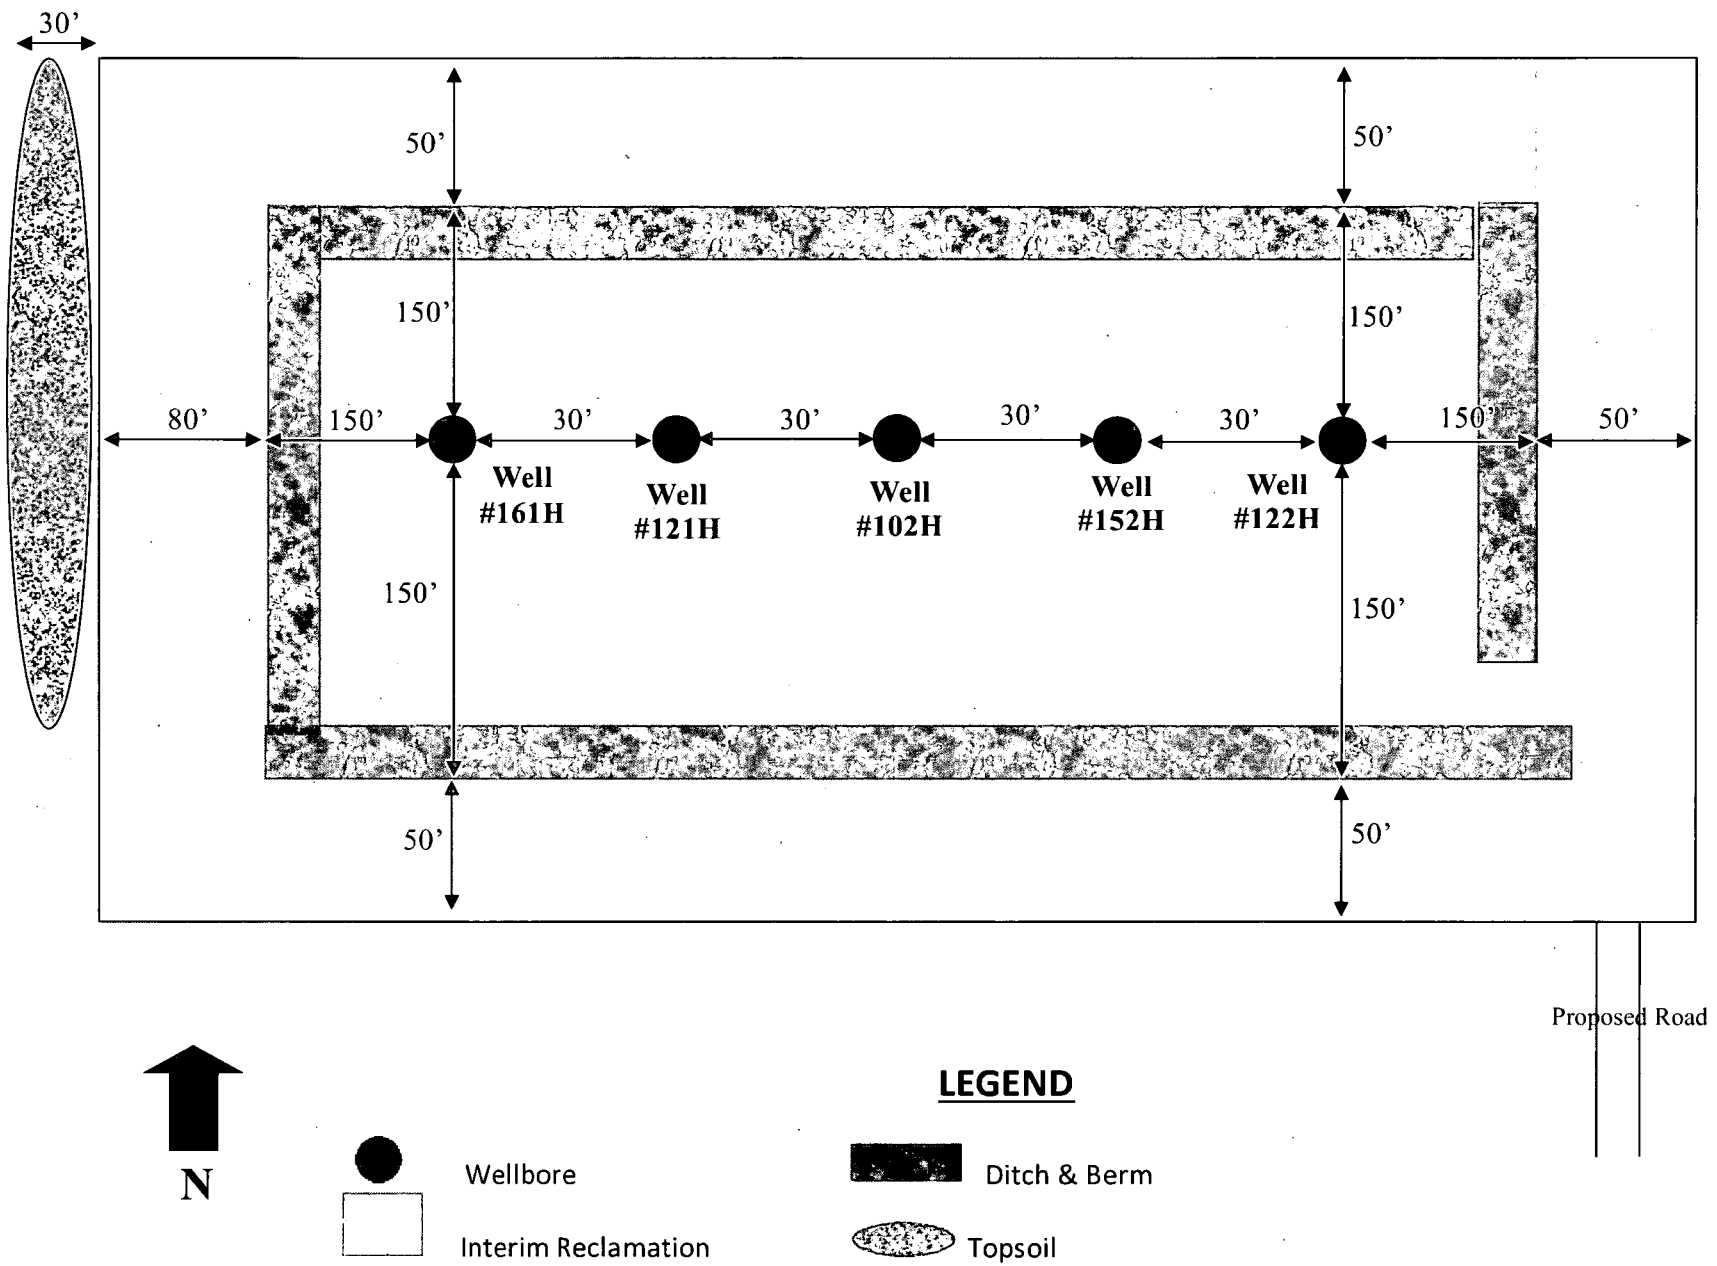 30’
50’
50’
150’
150’
80’
150’
30’
30’
30’
30’
150’
50’
Well
#161H
Well
#121H
Well
#102H
Well
#152H
Well
#122H
150’
150’
50’
50’
Proposed Road
N
LEGEND
Wellbore
Ditch & Berm
Interim Reclamation
Topsoil